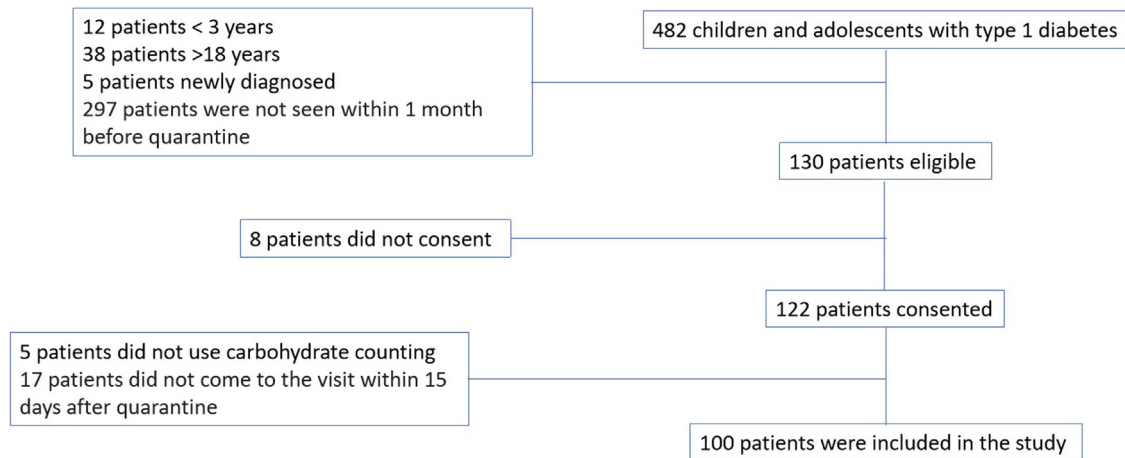 12 patients < 3 years
38 patients >18 years
5 patients newly diagnosed
297 patients were not seen within 1 month
before quarantine
482 children and adolescents with type 1 diabetes
130 patients eligible
8 patients did not consent
122 patients consented
5 patients did not use carbohydrate counting
17 patients did not come to the visit within 15
days after quarantine
100 patients were included in the study